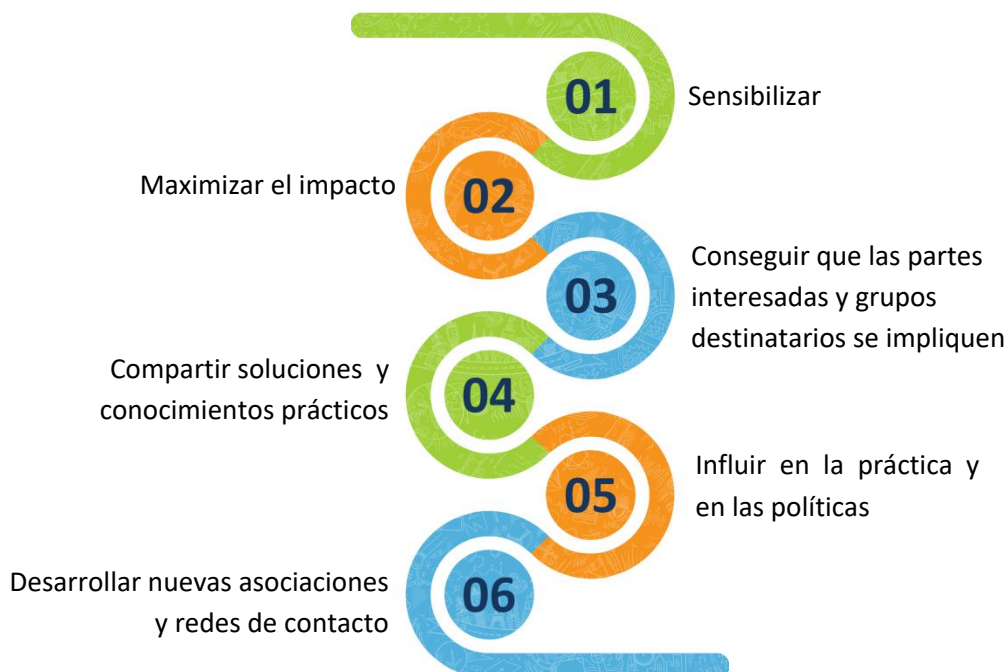 01
Sensibilizar
Maximizar el impacto
02
03
Conseguir que las partes
interesadas y grupos
destinatarios se impliquen
Compartir soluciones y
conocimientos prácticos
04
05
Influir en la práctica y
en las políticas
Desarrollar nuevas asociaciones
y redes de contacto
06